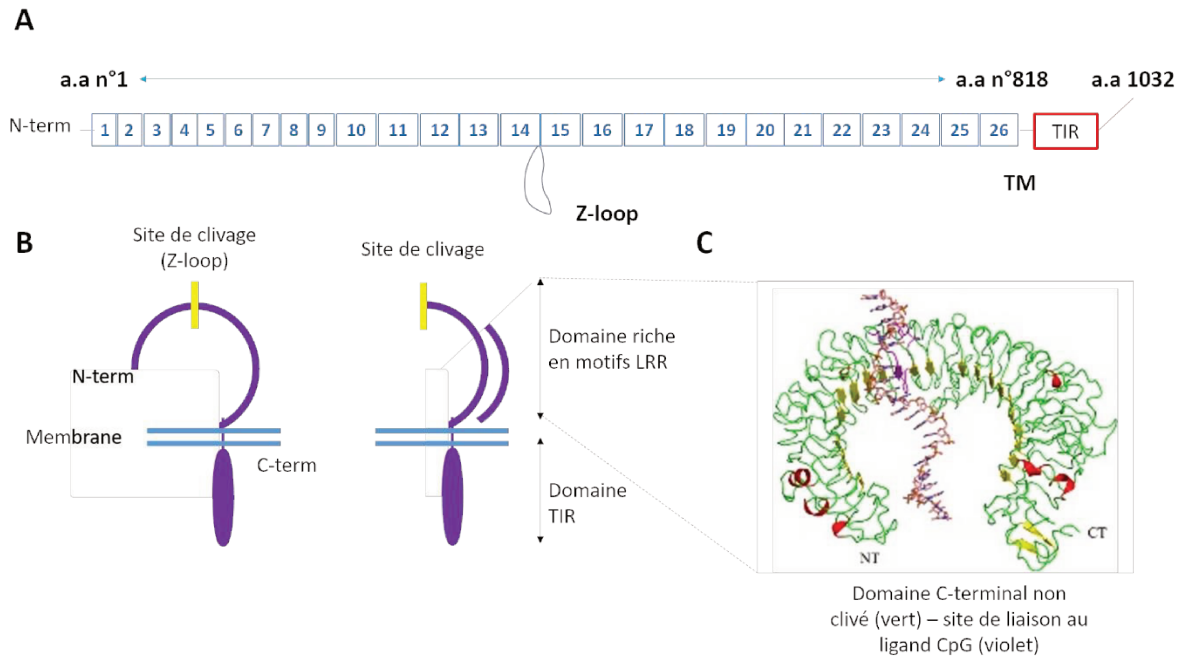 A
a.a n°1
a.a n°818
a.a 1032
N-term
1 2 3 4 5 6 7 8 9 10 11 12 13 14 15 16 17 18 19 20 21 22 23 24 25 26
TIR
TM
Z-loop
B
Site de clivage
(Z-loop)
Site de clivage
N-term
Membrane
C-term
Domaine riche
en motifs LRR
Domaine
TIR
C
NT
CT
Domaine C-terminal non
clivé (vert) – site de liaison au
ligand CpG (violet)